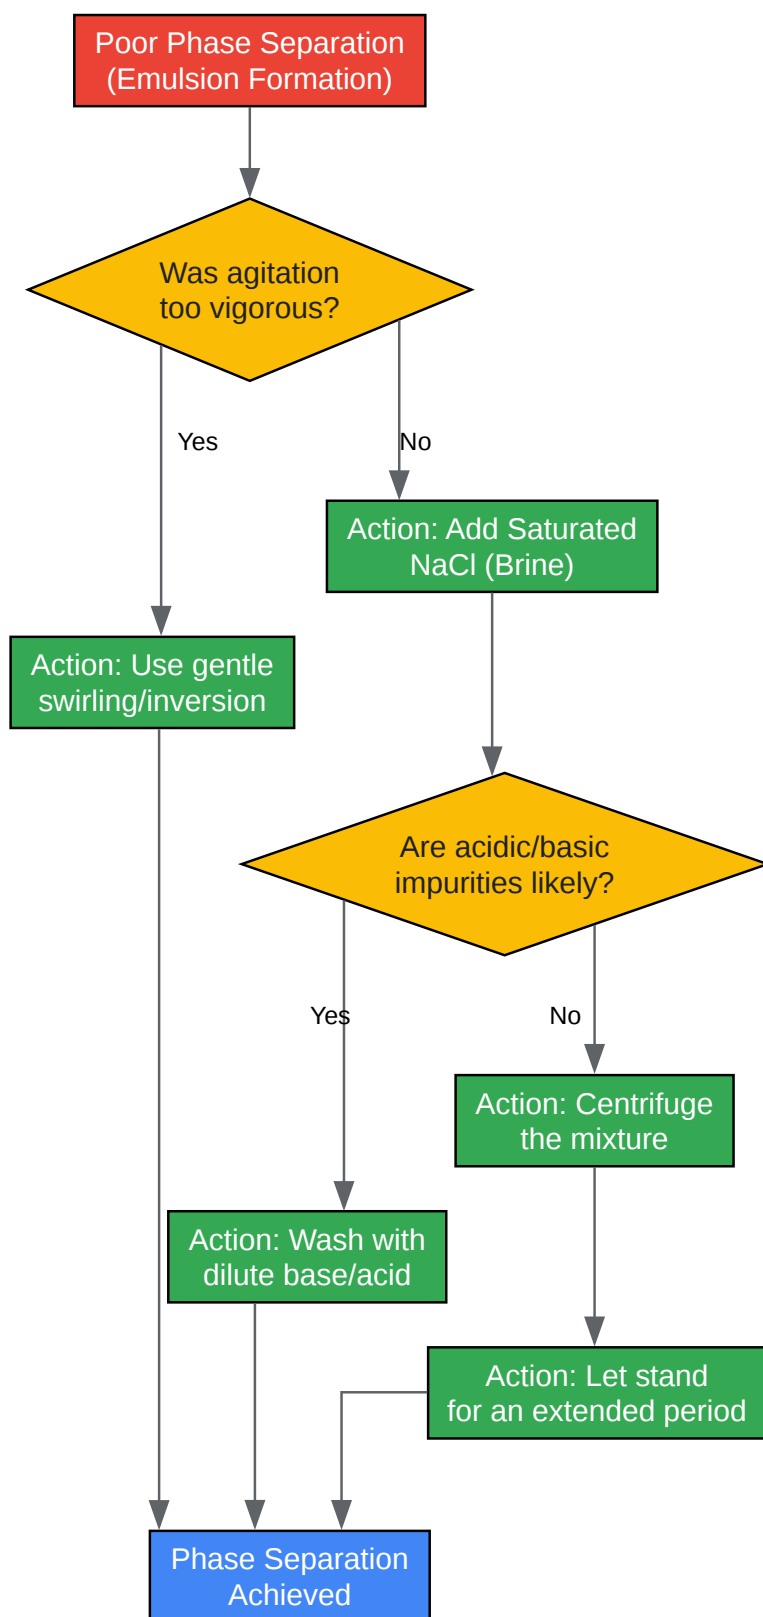 Poor Phase Separation
(Emulsion Formation)
Was agitation
too vigorous?
Yes
No
Action: Add Saturated
NaCl (Brine)
Action: Use gentle
swirling/inversion
Are acidic/basic
impurities likely?
Yes
No
Action: Centrifuge
the mixture
Action: Wash with
dilute base/acid
Action: Let stand
for an extended period
Phase Separation
Achieved